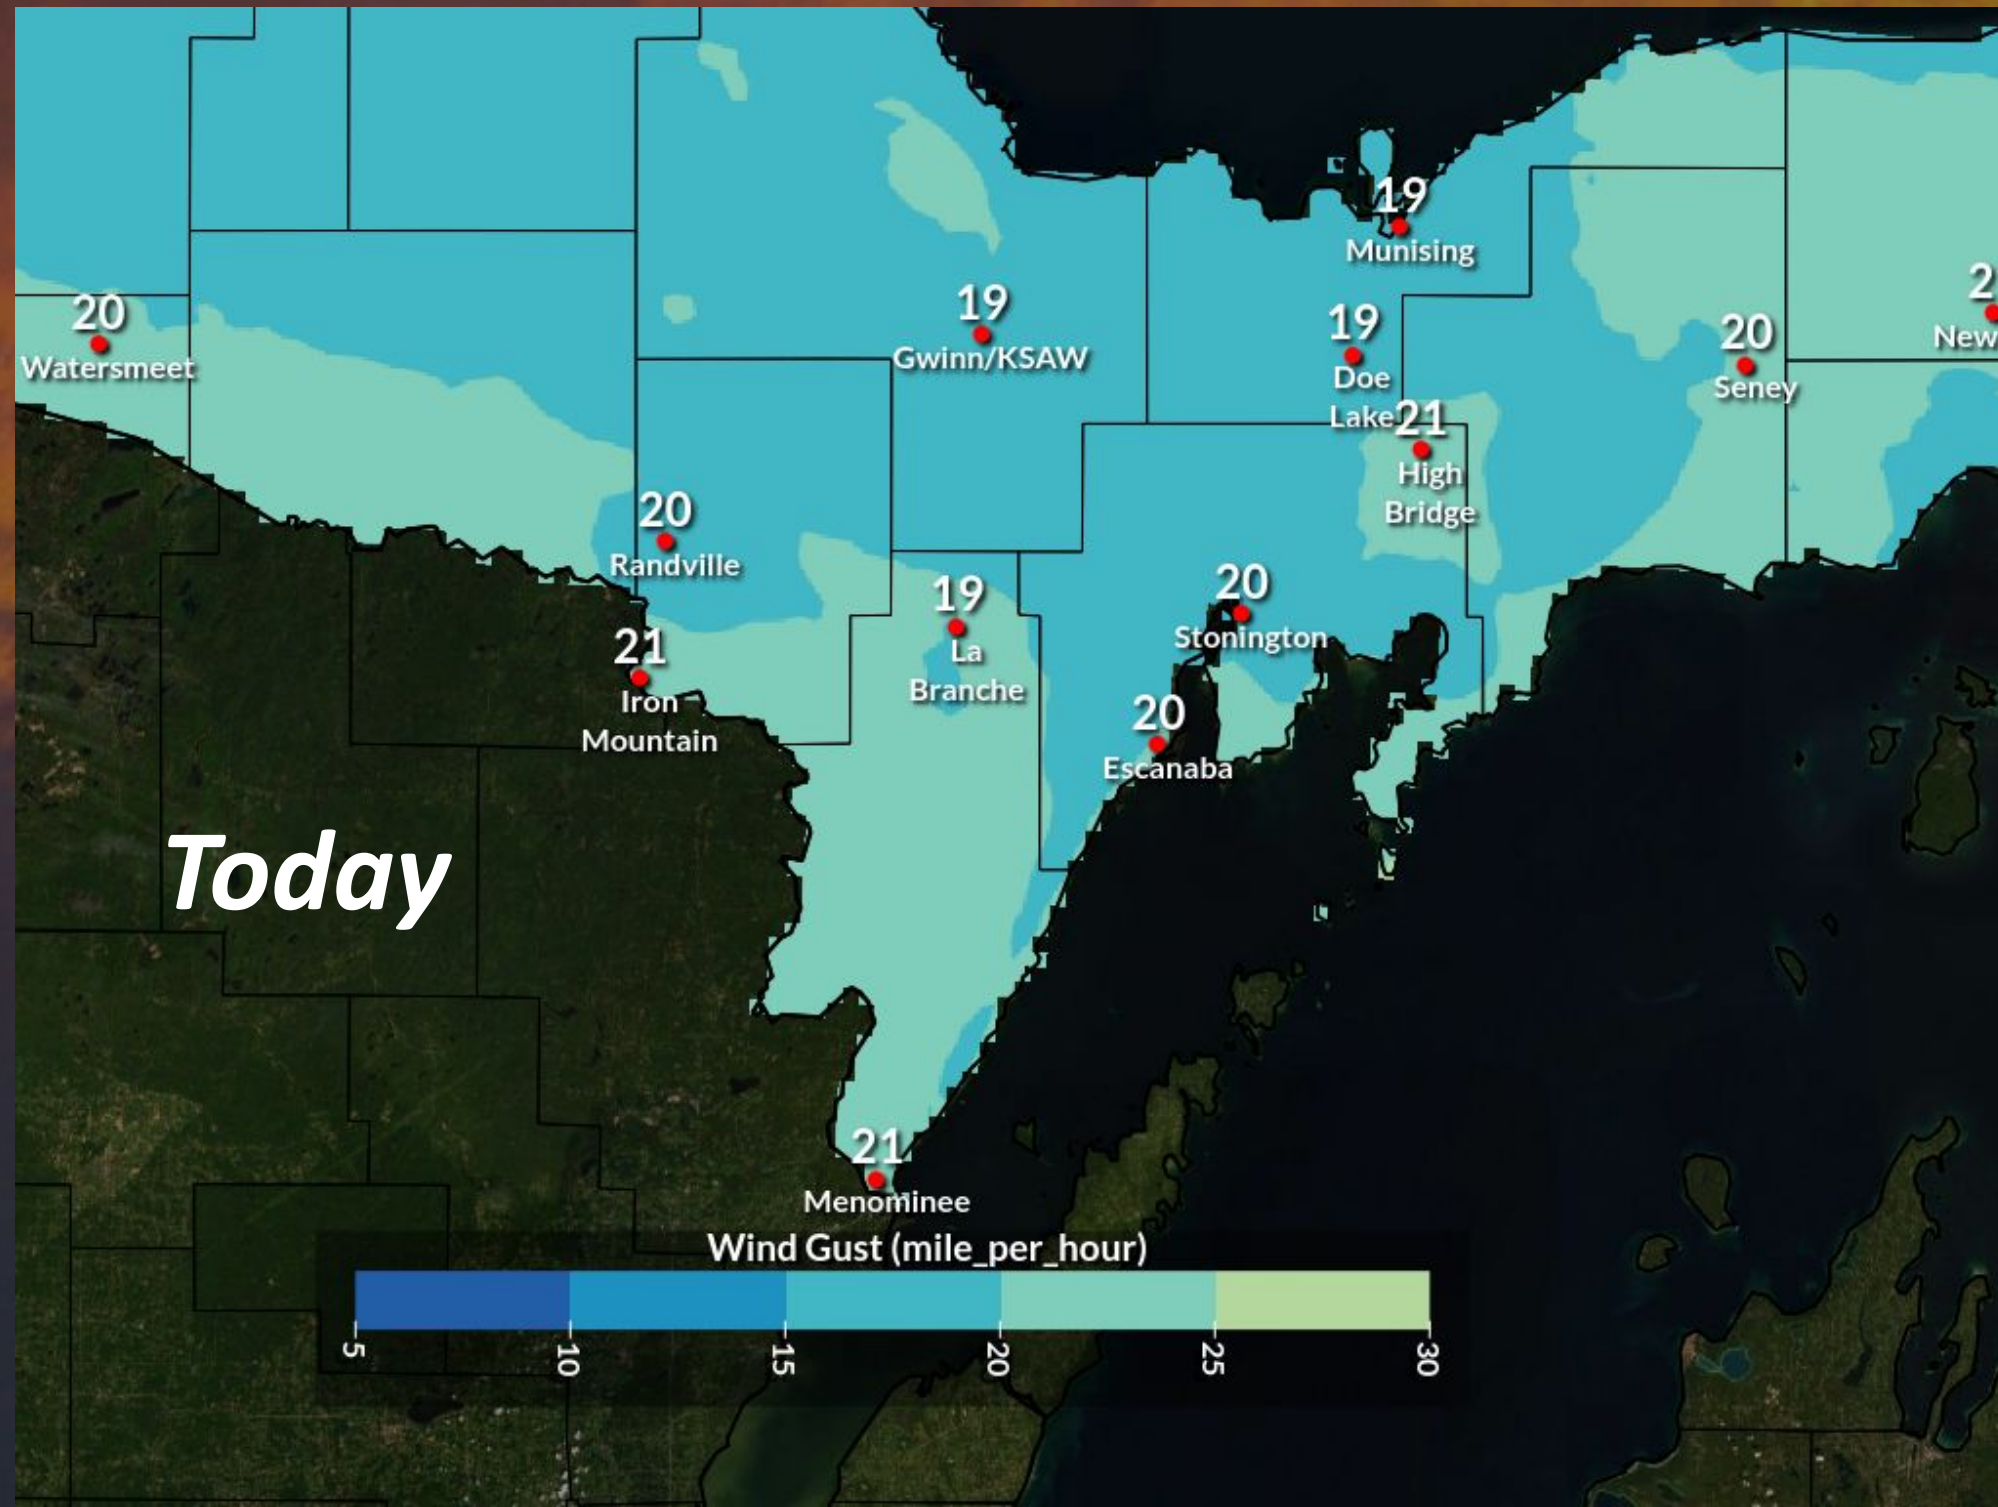 19
Munising
20
Watersmeet
19
Gwinn/KSAW
19
Doe
Lake
20
Seney
2
New
21
High
Bridge
20
Randville
19
La
Branche
20
Stonington
21
Iron
Mountain
20
Escanaba
Today
21
Menominee
Wind Gust (mile_per_hour)
5 10 15 20 25 30